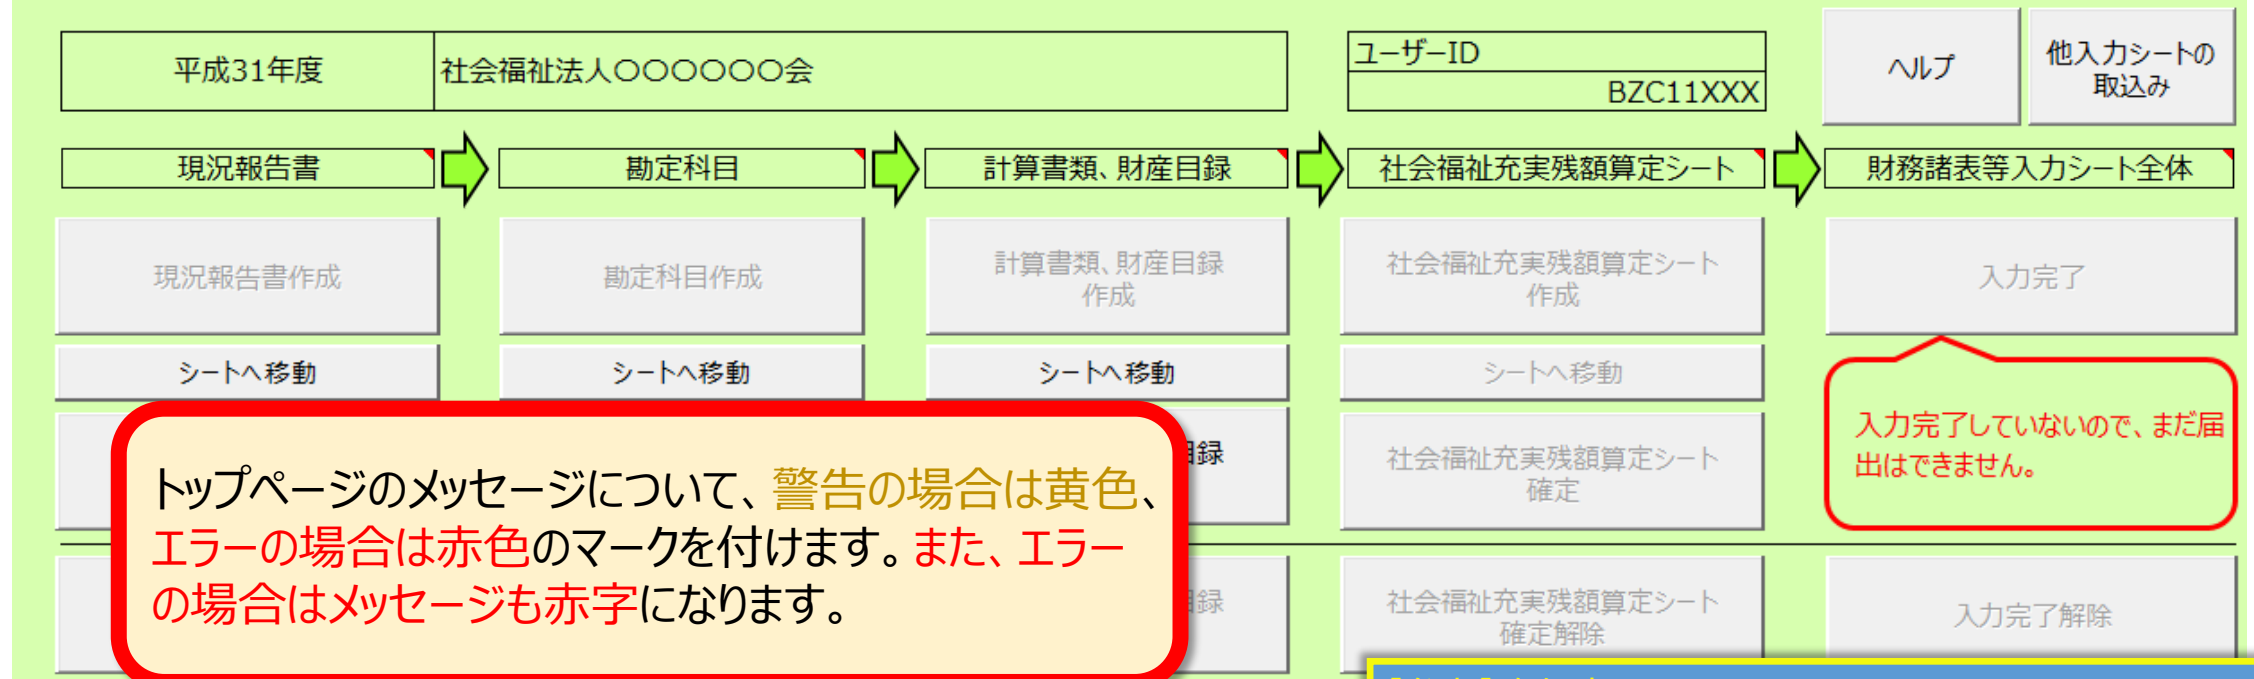 平成31年度
社会福祉法人〇〇〇〇〇〇会
ユーザーID
BZC11XXX
ヘルプ
他入力シートの
取込み
現況報告書
勘定科目
計算書類、財産目録
社会福祉充実残額算定シート
財務諸表等入力シート全体
現況報告書作成
勘定科目作成
計算書類、財産目録
作成
社会福祉充実残額算定シート
作成
入力完了
シートへ移動
シートへ移動
シートへ移動
シートへ移動
録
社会福祉充実残額算定シート
確定
入力完了していないので、まだ届
出はできません。
トップページのメッセージについて、警告の場合は黄色、
エラーの場合は赤色のマークを付けます。また、エラー
の場合はメッセージも赤字になります。
録
社会福祉充実残額算定シート
確定解除
入力完了解除